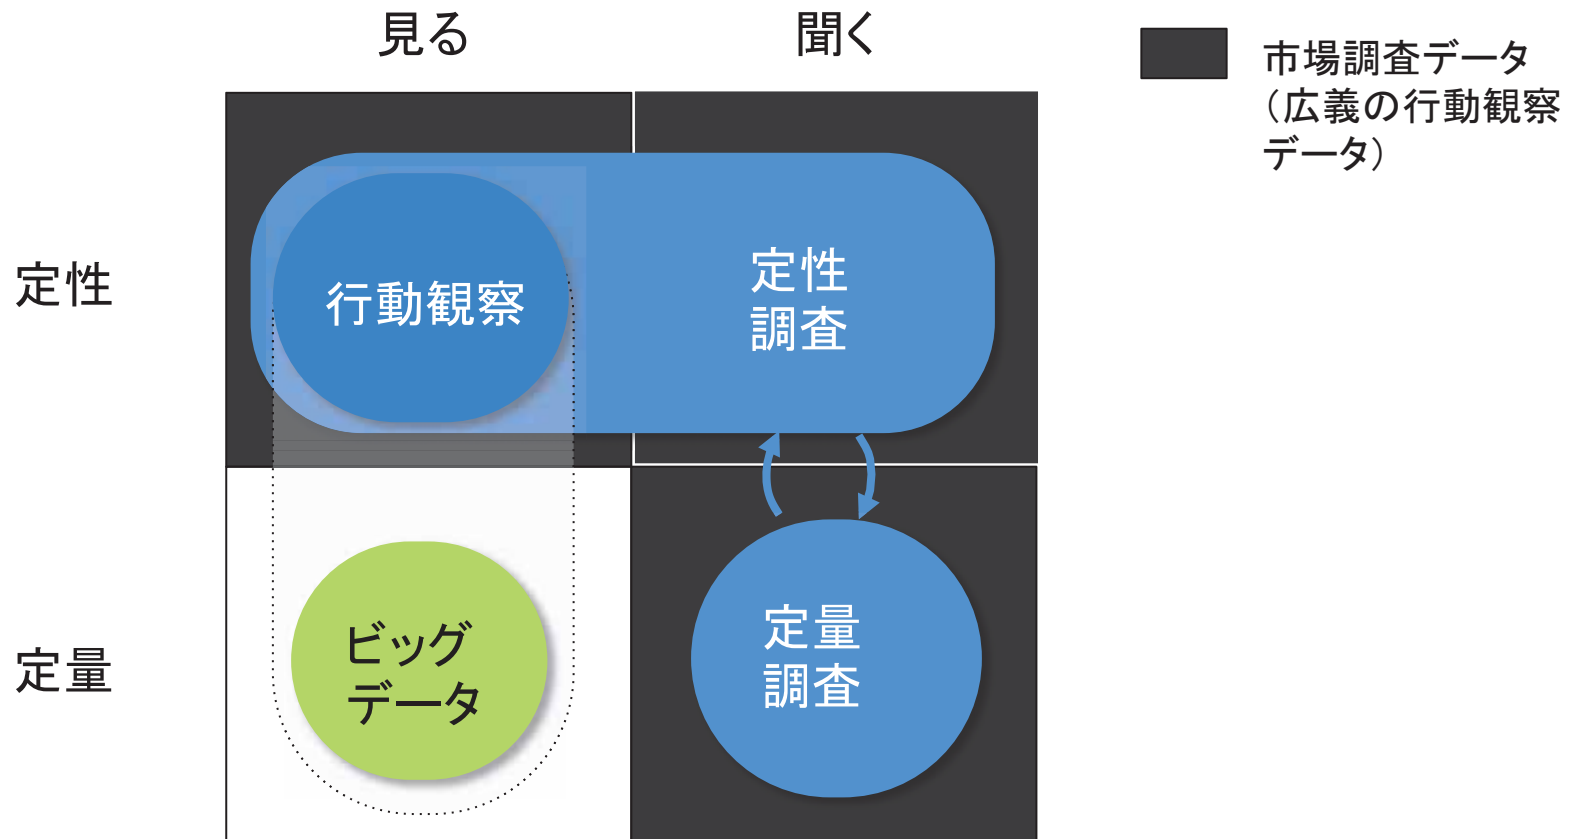 見る
聞く
市場調査データ
（広義の行動観察
データ）
定性
行動観察
定性
調査
定量
ビッグ
データ
定量
調査